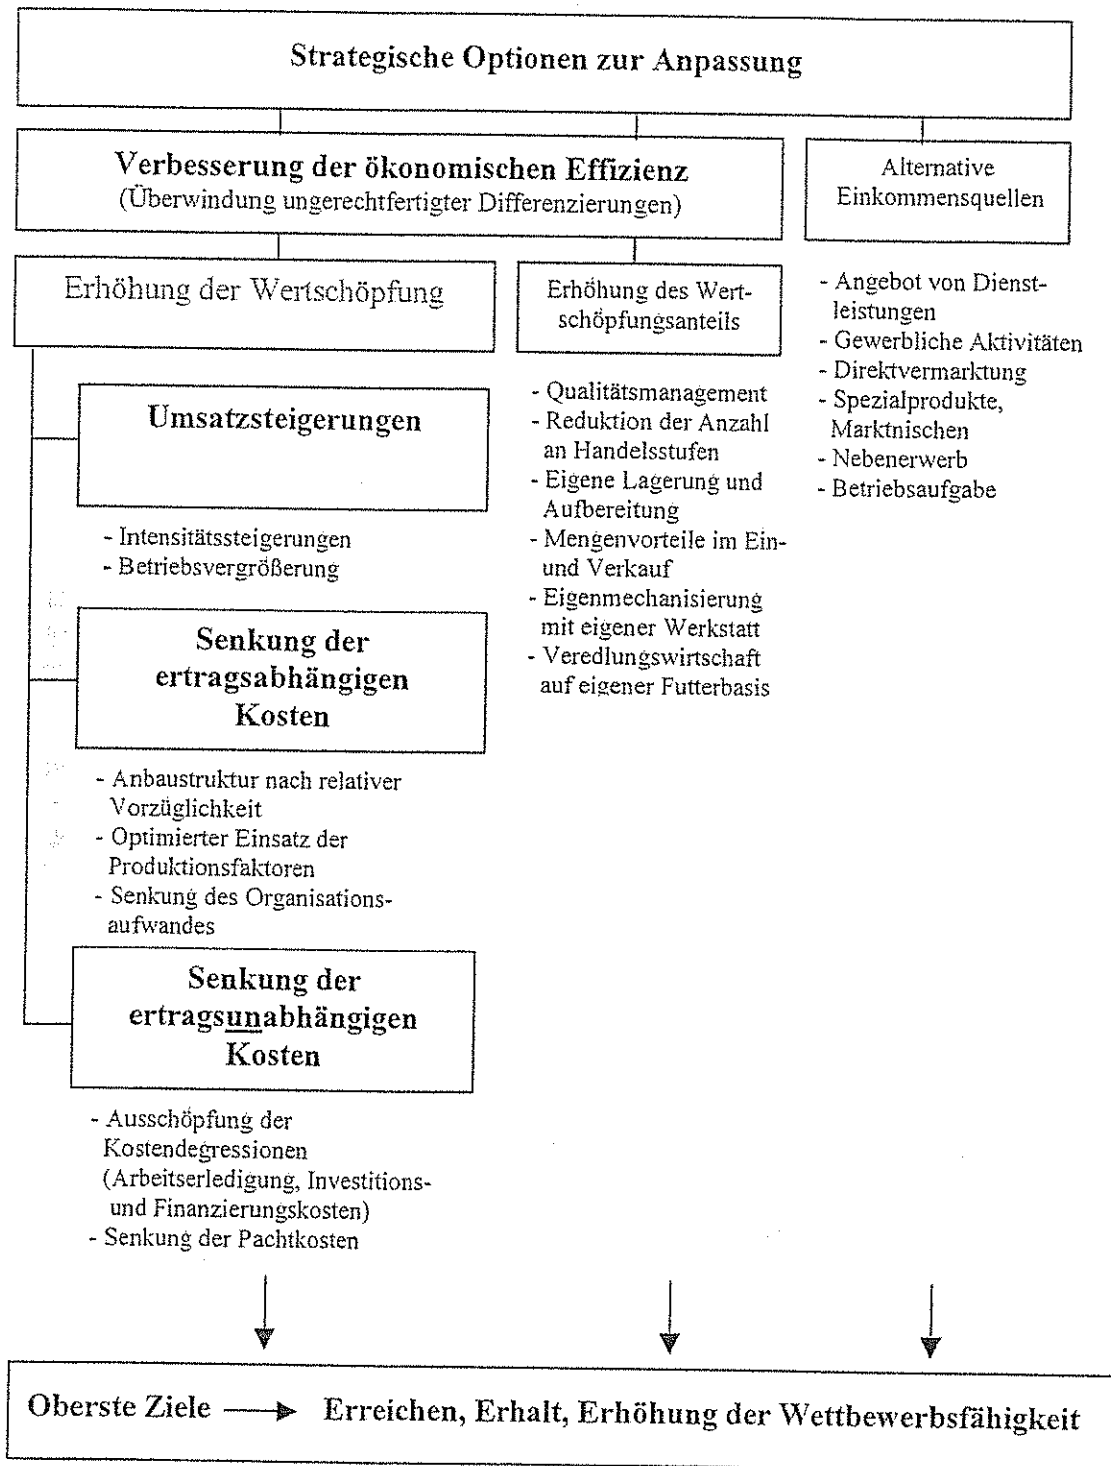 Strategische Optionen zur Anpassung
Verbesserung der ökonomischen Effizienz
(Überwindung ungerechtfertigter Differenzierungen)
Alternative
Einkommensquellen
Erhöhung der Wertschöpfung
Erhöhung des Wert-
schöpfungsanteils
- Angebot von Dienst-
leistungen
- Gewerbliche Aktivitäten
- Direktvermarktung
- Spezialprodukte,
Marktnischen
- Nebenerwerb
- Betriebsaufgabe
- Qualitätsmanagement
- Reduktion der Anzahl
an Handelsstufen
- Eigene Lagerung und
Aufbereitung
- Mengenvorteile im Ein-
und Verkauf
- Eigenmechanisierung
mit eigener Werkstatt
- Veredlungswirtschaft
auf eigener Futterbasis
Umsatzsteigerungen
- Intensitätssteigerungen
- Betriebsvergrößerung
Senkung der
ertragsabhängigen
Kosten
- Anbaustruktur nach relativer
Vorzüglichkeit
- Optimierter Einsatz der
Produktionsfaktoren
- Senkung des Organisations-
aufwandes
Senkung der
ertragsunabhängigen
Kosten
- Ausschöpfung der
Kostendegressionen
(Arbeitserledigung, Investitions-
und Finanzierungskosten)
- Senkung der Pachtkosten
Oberste Ziele → Erreichen, Erhalt, Erhöhung der Wettbewerbsfähigkeit